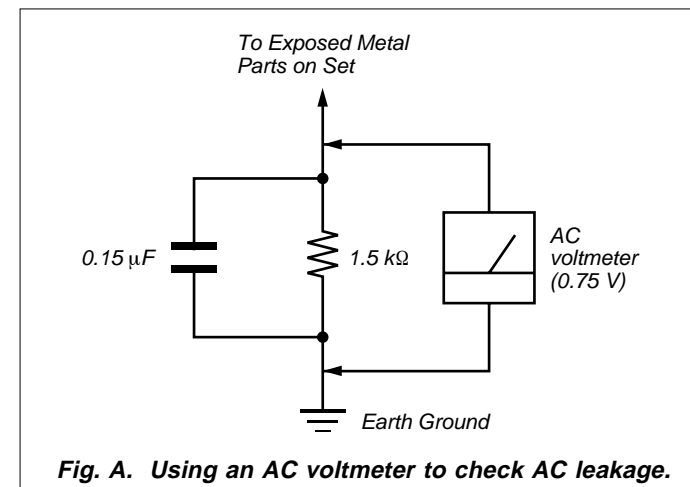 To Exposed Metal
Parts on Set
0.15 μF
1.5 kΩ
AC
voltmeter
(0.75 V)
Earth Ground
Fig. A. Using an AC voltmeter to check AC leakage.